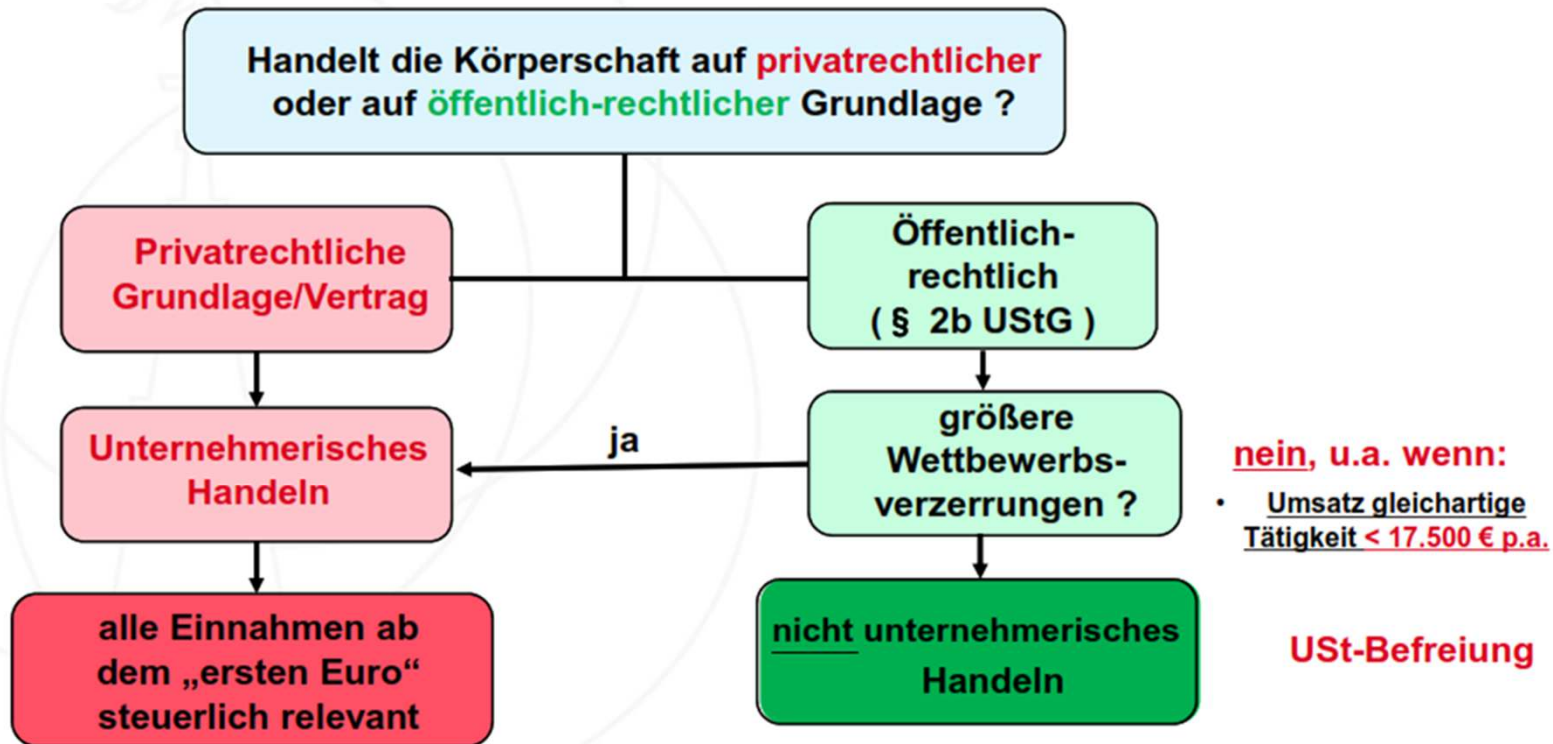 Handelt die Körperschaft auf privatrechtlicher
oder auf öffentlich-rechtlicher Grundlage ?
Privatrechtliche
Grundlage/Vertrag
Öffentlich-
rechtlich
( § 2b UStG )
Unternehmerisches
Handeln
ja
größere
Wettbewerbs-
verzerrungen ?
nein, u.a. wenn:
• Umsatz gleichartige
Tätigkeit < 17.500 € p.a.
alle Einnahmen ab
dem „ersten Euro“
steuerlich relevant
nicht unternehmerisches
Handeln
USt-Befreiung